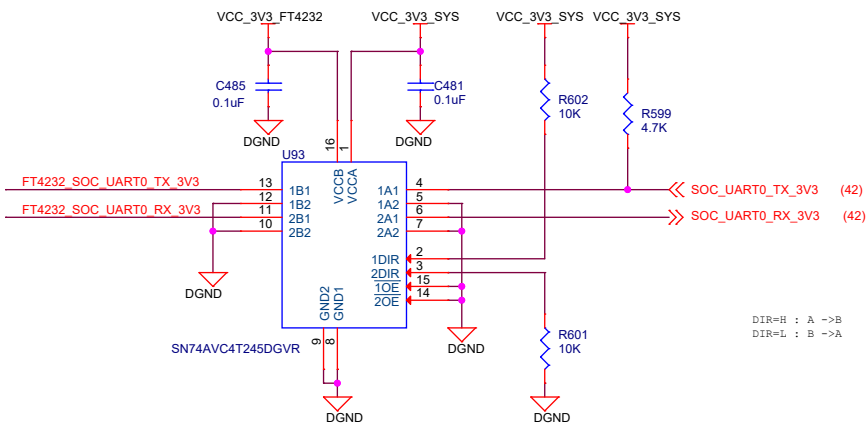 VCC_3V3_FT4232
VCC_3V3_SYS
VCC_3V3_SYS
VCC_3V3_SYS
C485
0.1uF
C481
0.1uF
R602
10K
R599
4.7K
DGND
DGND
U93
16
1
VCCB
VCCA
FT4232_SOC_UART0_TX_3V3
13
1B1
1A1
4
SOC_UART0_TX_3V3
(42)
12
1B2
1A2
5
FT4232_SOC_UART0_RX_3V3
11
2B1
2A1
6
SOC_UART0_RX_3V3
(42)
10
2B2
2A2
7
1DIR
2
2DIR
3
1OE
15
2OE
14
DGND
GND2
GND1
9
8
SN74AVC4T245DGVR
DGND
R601
10K
DIR=H : A ->B
DIR=L : B ->A
DGND
DGND